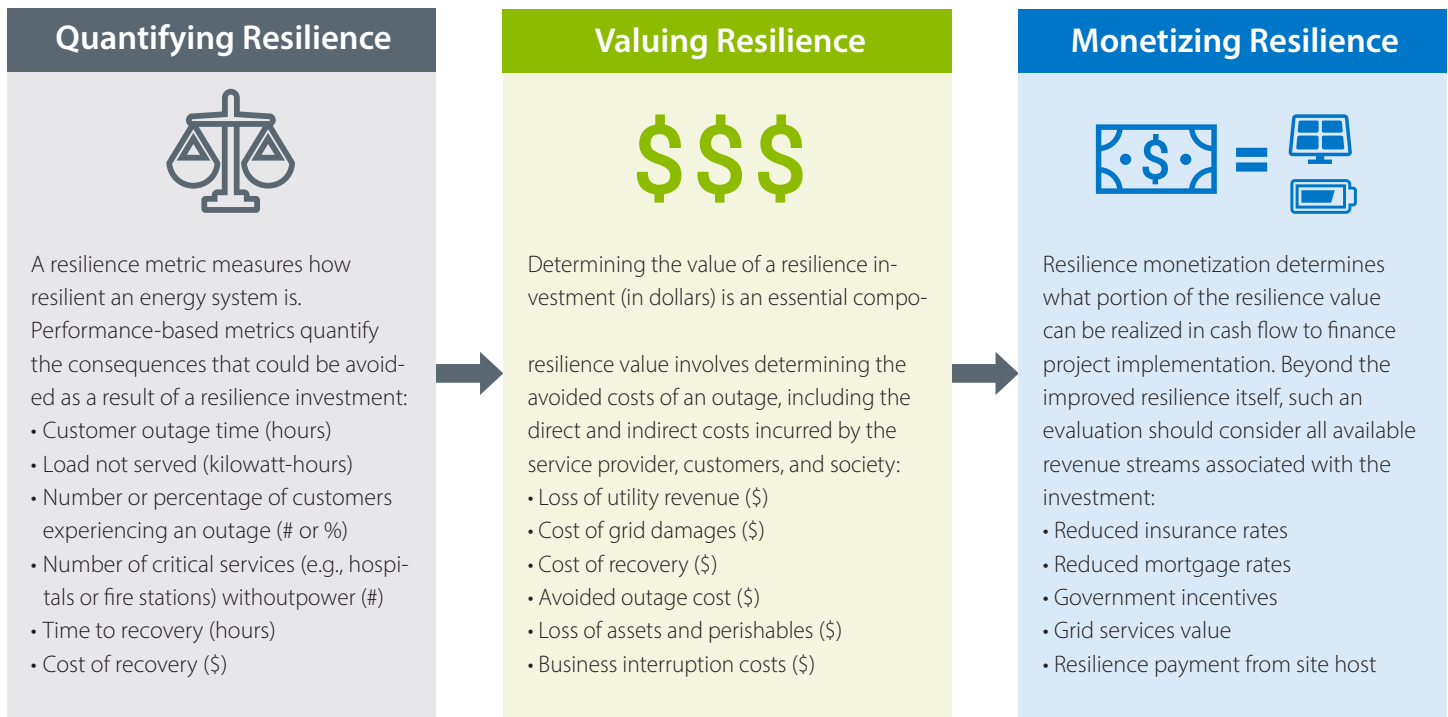 Quantifying Resilience
A resilience metric measures how
resilient an energy system is.
Performance-based metrics quantify
the consequences that could be avoid-
ed as a result of a resilience investment:
• Customer outage time (hours)
• Load not served (kilowatt-hours)
• Number or percentage of customers
experiencing an outage (# or %)
• Number of critical services (e.g., hospi-
tals or fire stations) withoutpower (#)
• Time to recovery (hours)
• Cost of recovery ($)
Valuing Resilience
$$$
Determining the value of a resilience in-
vestment (in dollars) is an essential compo-
resilience value involves determining the
avoided costs of an outage, including the
direct and indirect costs incurred by the
service provider, customers, and society:
• Loss of utility revenue ($)
• Cost of grid damages ($)
• Cost of recovery ($)
• Avoided outage cost ($)
• Loss of assets and perishables ($)
• Business interruption costs ($)
Monetizing Resilience
$ =
Resilience monetization determines
what portion of the resilience value
can be realized in cash flow to finance
project implementation. Beyond the
improved resilience itself, such an
evaluation should consider all available
revenue streams associated with the
investment:
• Reduced insurance rates
• Reduced mortgage rates
• Government incentives
• Grid services value
• Resilience payment from site host